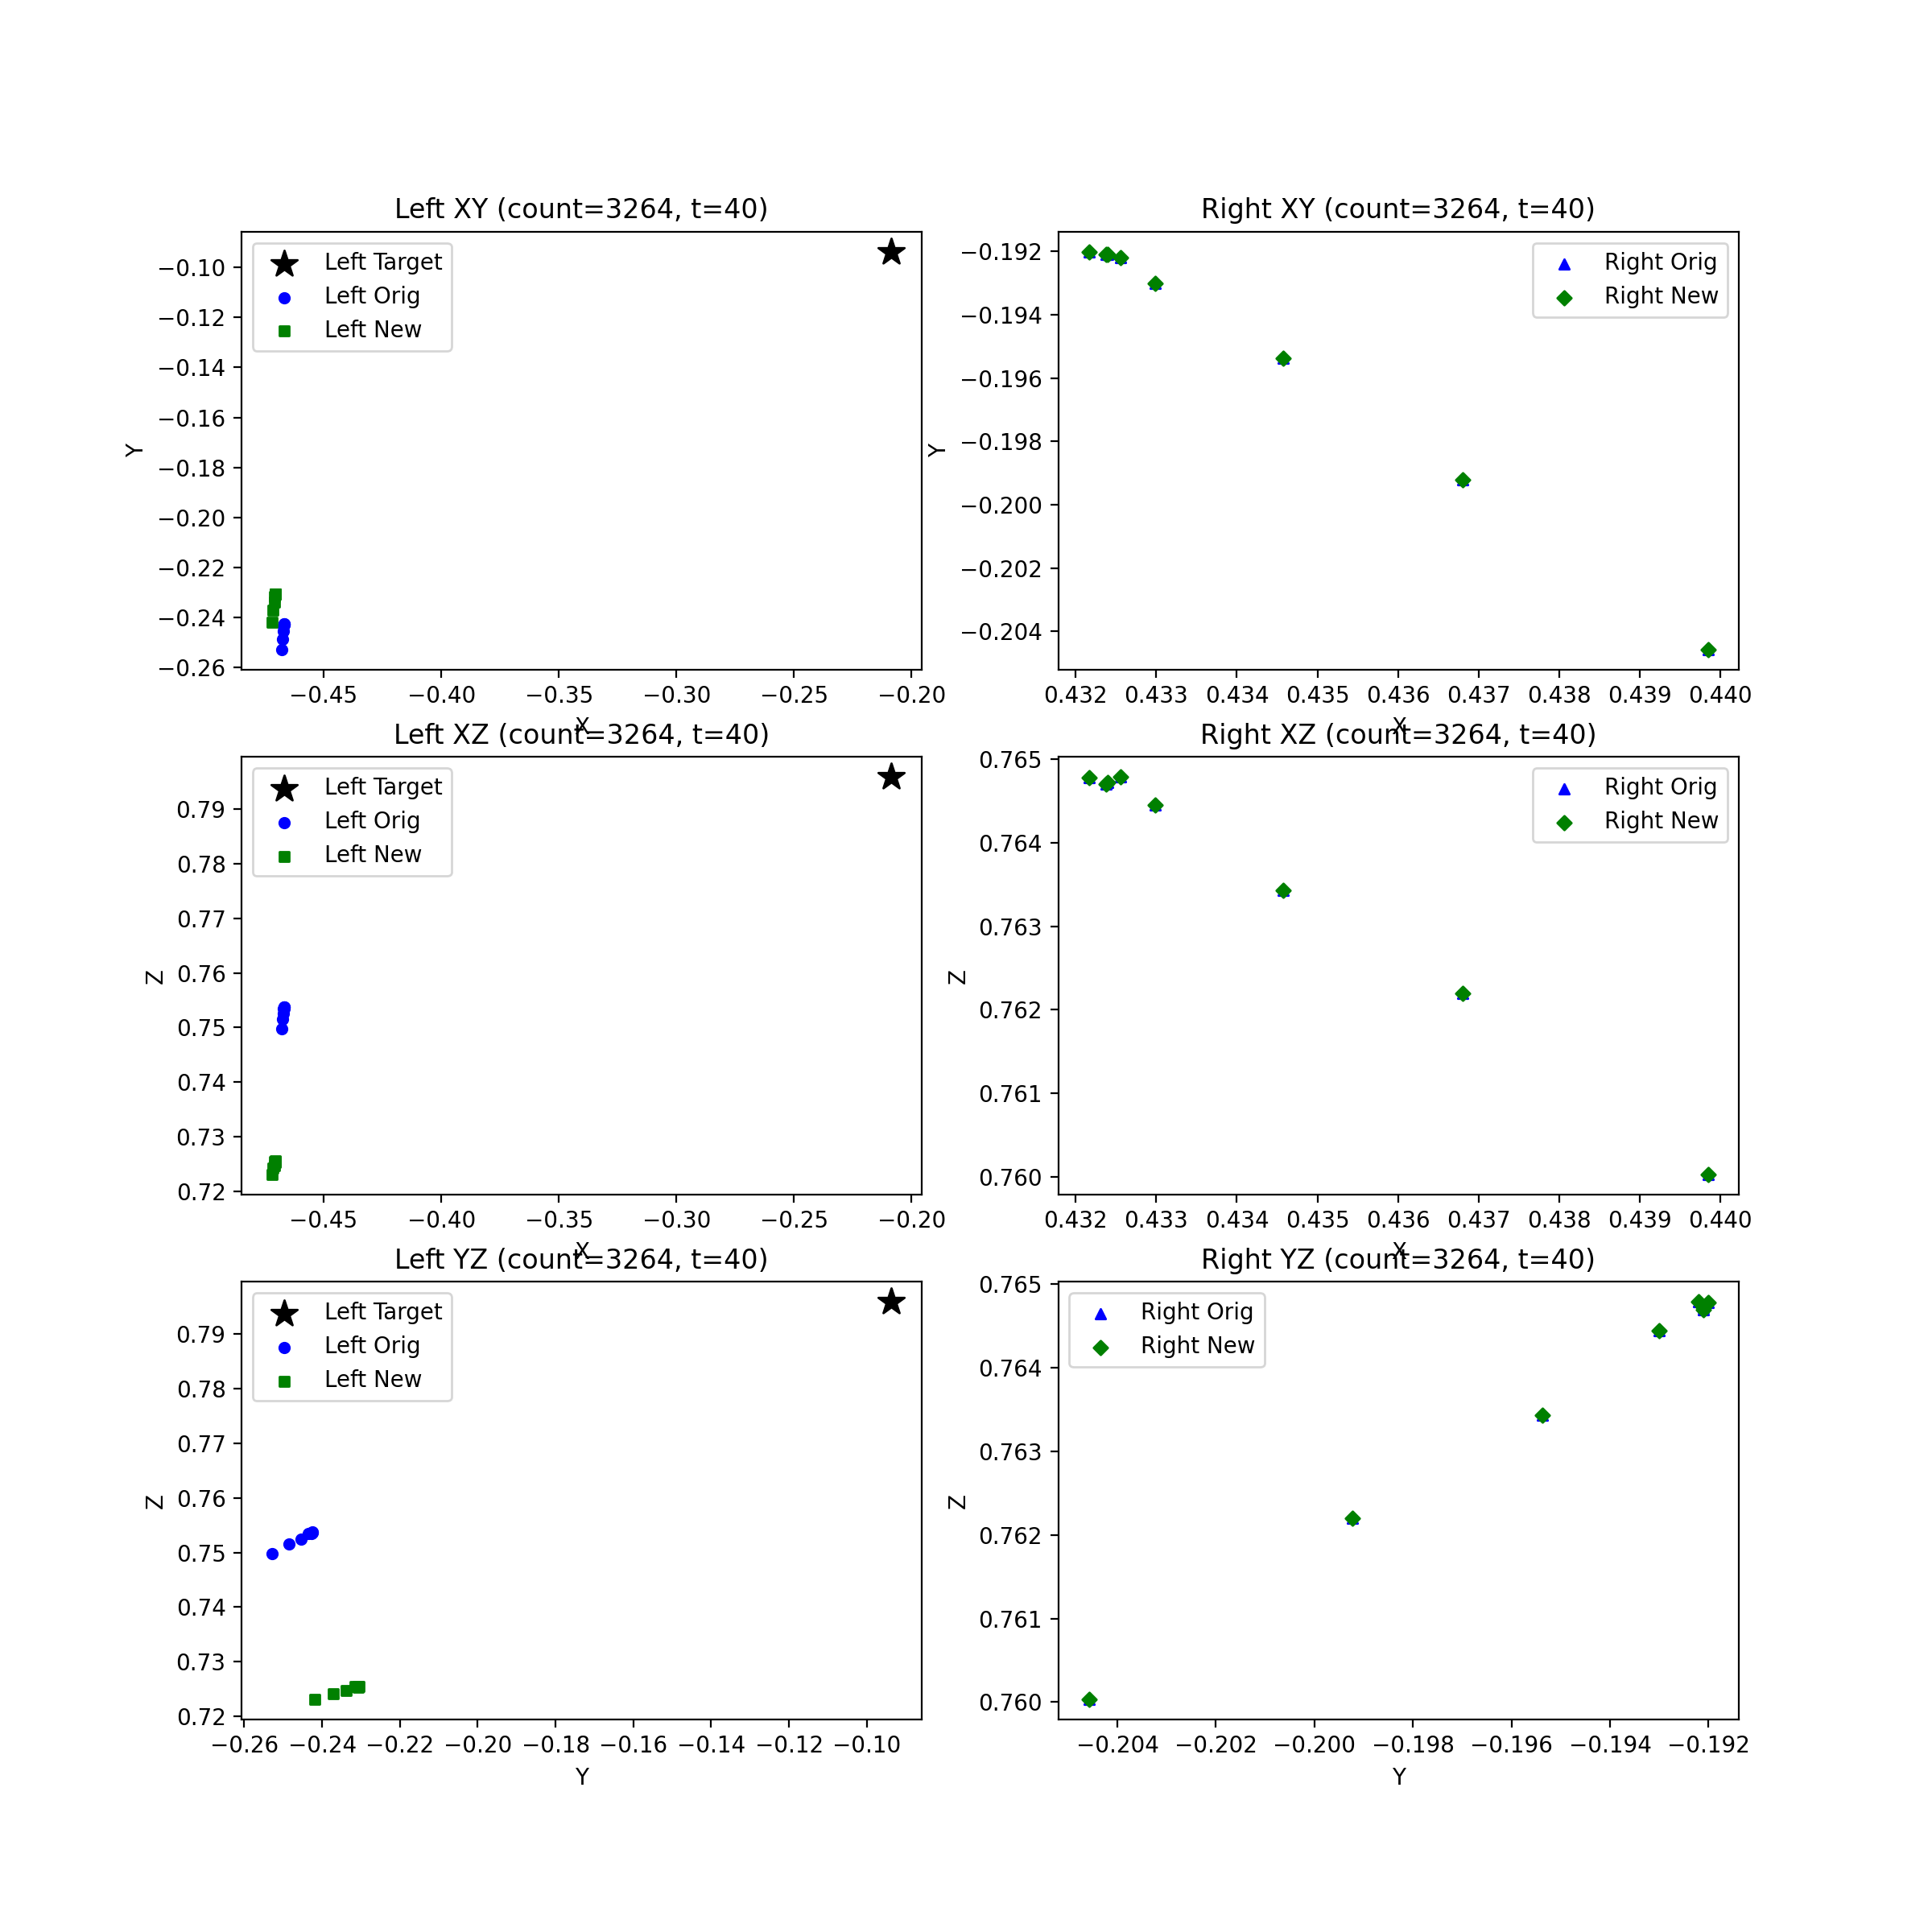 Left XY (count=3264, t=40)
Left Target
Left Orig
Left New
−0.10
−0.12
−0.14
−0.16
−0.18
−0.20
−0.22
−0.24
−0.26
Y
−0.45 −0.40 −0.35 −0.30 −0.25 −0.20
X
Right XY (count=3264, t=40)
Right Orig
Right New
−0.192
−0.194
−0.196
−0.198
−0.200
−0.202
−0.204
Y
0.432 0.433 0.434 0.435 0.436 0.437 0.438 0.439 0.440
X
Left XZ (count=3264, t=40)
Left Target
Left Orig
Left New
0.79
0.78
0.77
0.76
0.75
0.74
0.73
0.72
Z
−0.45 −0.40 −0.35 −0.30 −0.25 −0.20
X
Right XZ (count=3264, t=40)
Right Orig
Right New
0.765
0.764
0.763
0.762
0.761
0.760
Z
0.432 0.433 0.434 0.435 0.436 0.437 0.438 0.439 0.440
X
Left YZ (count=3264, t=40)
Left Target
Left Orig
Left New
0.79
0.78
0.77
0.76
0.75
0.74
0.73
0.72
Z
−0.26 −0.24 −0.22 −0.20 −0.18 −0.16 −0.14 −0.12 −0.10
Y
Right YZ (count=3264, t=40)
Right Orig
Right New
0.765
0.764
0.763
0.762
0.761
0.760
Z
−0.204 −0.202 −0.200 −0.198 −0.196 −0.194 −0.192
Y